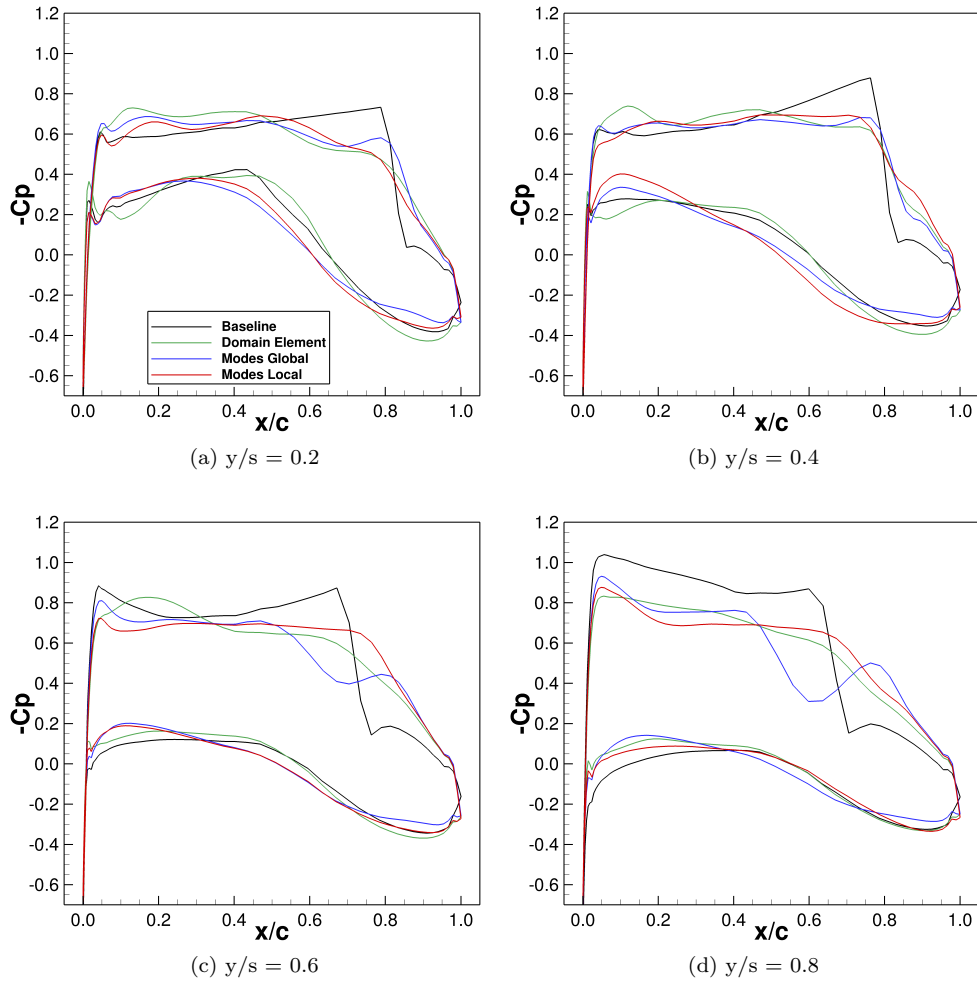 1.2
1.0
0.8
0.6
0.4
0.2
0.0
-0.2
-0.4
-0.6
-Cp
Baseline
Domain Element
Modes Global
Modes Local
0.0 0.2 0.4 0.6 0.8 1.0
x/c
(a) y/s = 0.2
1.2
1.0
0.8
0.6
0.4
0.2
0.0
-0.2
-0.4
-0.6
-Cp
0.0 0.2 0.4 0.6 0.8 1.0
x/c
(b) y/s = 0.4
1.2
1.0
0.8
0.6
0.4
0.2
0.0
-0.2
-0.4
-0.6
-Cp
0.0 0.2 0.4 0.6 0.8 1.0
x/c
(c) y/s = 0.6
1.2
1.0
0.8
0.6
0.4
0.2
0.0
-0.2
-0.4
-0.6
-Cp
0.0 0.2 0.4 0.6 0.8 1.0
x/c
(d) y/s = 0.8